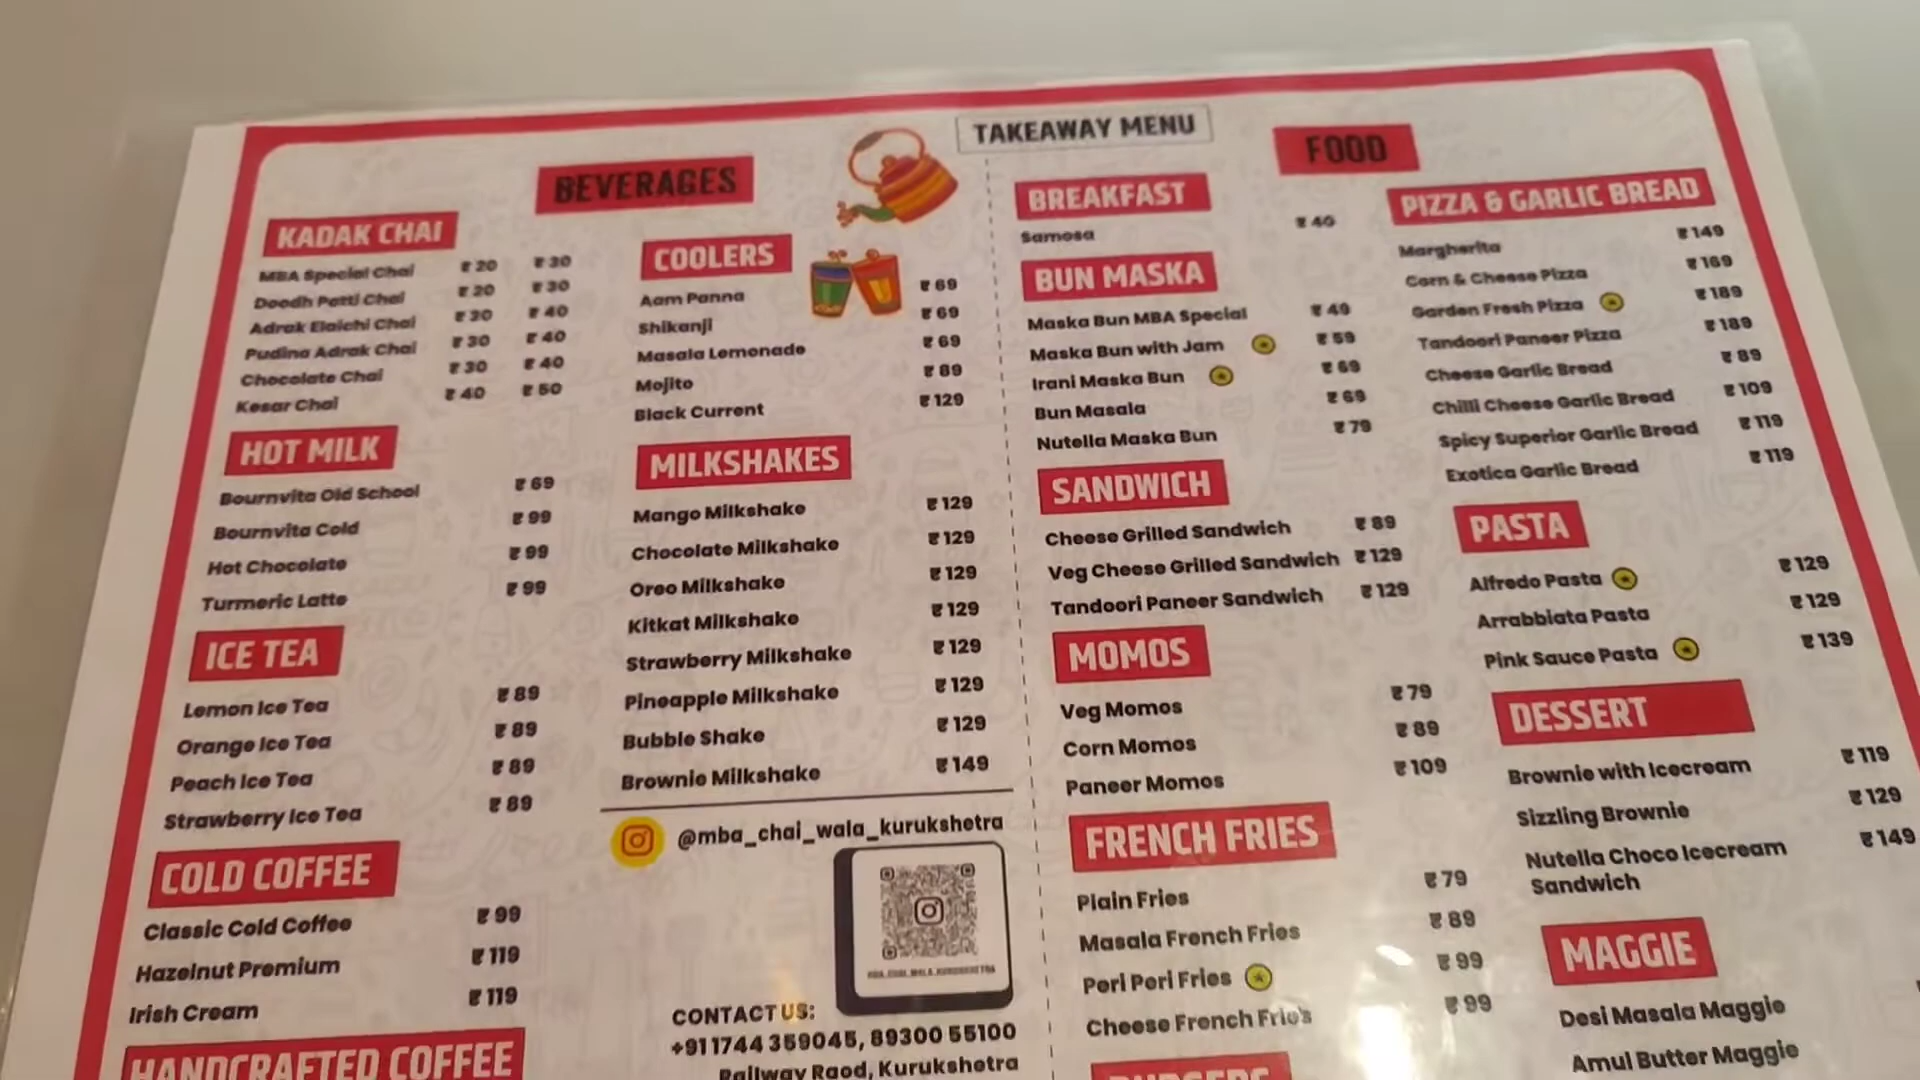 TAKEAWAY MENU
BEVERAGES
KADAK CHAI
MBA Special Chai ₹ 20 ₹ 30
Doodh Patti Chai ₹ 20 ₹ 30
Adrak Elaichi Chai ₹ 30 ₹ 40
Pudina Adrak Chai ₹ 30 ₹ 40
Chocolate Chai ₹ 30 ₹ 40
Kesar Chai ₹ 40 ₹ 50
HOT MILK
Bournvita Old School ₹ 69
Bournvita Cold ₹ 99
Hot Chocolate ₹ 99
Turmeric Latte ₹ 99
ICE TEA
Lemon Ice Tea ₹ 89
Orange Ice Tea ₹ 89
Peach Ice Tea ₹ 89
Strawberry Ice Tea ₹ 89
COLD COFFEE
Classic Cold Coffee ₹ 99
Hazelnut Premium ₹ 119
Irish Cream ₹ 119
HANDCRAFTED COFFEE
COOLERS
Aam Panna ₹ 69
Shikanji ₹ 69
Masala Lemonade ₹ 69
Mojito ₹ 89
Black Current ₹ 129
MILKSHAKES
Mango Milkshake ₹ 129
Chocolate Milkshake ₹ 129
Oreo Milkshake ₹ 129
Kitkat Milkshake ₹ 129
Strawberry Milkshake ₹ 129
Pineapple Milkshake ₹ 129
Bubble Shake ₹ 129
Brownie Milkshake ₹ 149
@mba_chai_wala_kurukshetra
MBA_CHAI_WALA_KURUKSHETRA
CONTACT US:
+91 1744 359045, 89300 55100
Railway Raod, Kurukshetra
FOOD
BREAKFAST
Samosa ₹ 40
BUN MASKA
Maska Bun MBA Special ₹ 49
Maska Bun with Jam ₹ 59
Irani Maska Bun ₹ 69
Bun Masala ₹ 69
Nutella Maska Bun ₹ 79
SANDWICH
Cheese Grilled Sandwich ₹ 89
Veg Cheese Grilled Sandwich ₹ 129
Tandoori Paneer Sandwich ₹ 129
MOMOS
Veg Momos ₹ 79
Corn Momos ₹ 89
Paneer Momos ₹ 109
FRENCH FRIES
Plain Fries ₹ 79
Masala French Fries ₹ 89
Peri Peri Fries ₹ 99
Cheese French Fries ₹ 99
BURGERS
PIZZA & GARLIC BREAD
Margherita ₹ 149
Corn & Cheese Pizza ₹ 169
Garden Fresh Pizza ₹ 189
Tandoori Paneer Pizza ₹ 189
Cheese Garlic Bread ₹ 89
Chilli Cheese Garlic Bread ₹ 109
Spicy Superior Garlic Bread ₹ 119
Exotica Garlic Bread ₹ 119
PASTA
Alfredo Pasta ₹ 129
Arrabbiata Pasta ₹ 129
Pink Sauce Pasta ₹ 139
DESSERT
Brownie with Icecream ₹ 119
Sizzling Brownie ₹ 129
Nutella Choco Icecream ₹ 149
Sandwich
MAGGIE
Desi Masala Maggie
Amul Butter Maggie